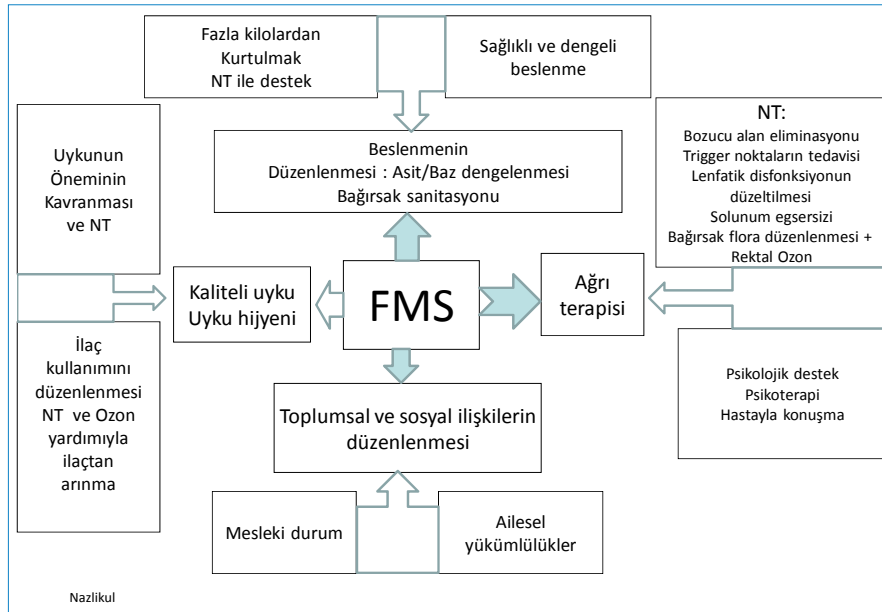 Fazla kilolardan
Kurtulmak
NT ile destek
Sağlıklı ve dengeli
beslenme
Uykunun
Öneminin
Kavranması
ve NT
Beslenmenin
Düzenlenmesi : Asit/Baz dengelenmesi
Bağırsak sanitasyonu
NT:
Bozucu alan eliminasyonu
Trigger noktaların tedavisi
Lenfatik disfonksiyonun
düzeltilmesi
Solunum egsersizi
Bağırsak flora düzenlenmesi +
Rektal Ozon
Kaliteli uyku
Uyku hijyeni
FMS
Ağrı
terapisi
İlaç
kullanımını
düzenlenmesi
NT ve Ozon
yardımıyla
ilaçtan
arınma
Toplumsal ve sosyal ilişkilerin
düzenlenmesi
Psikolojik destek
Psikoterapi
Hastayla konuşma
Mesleki durum
Ailesel
yükümlülükler
Nazlikul